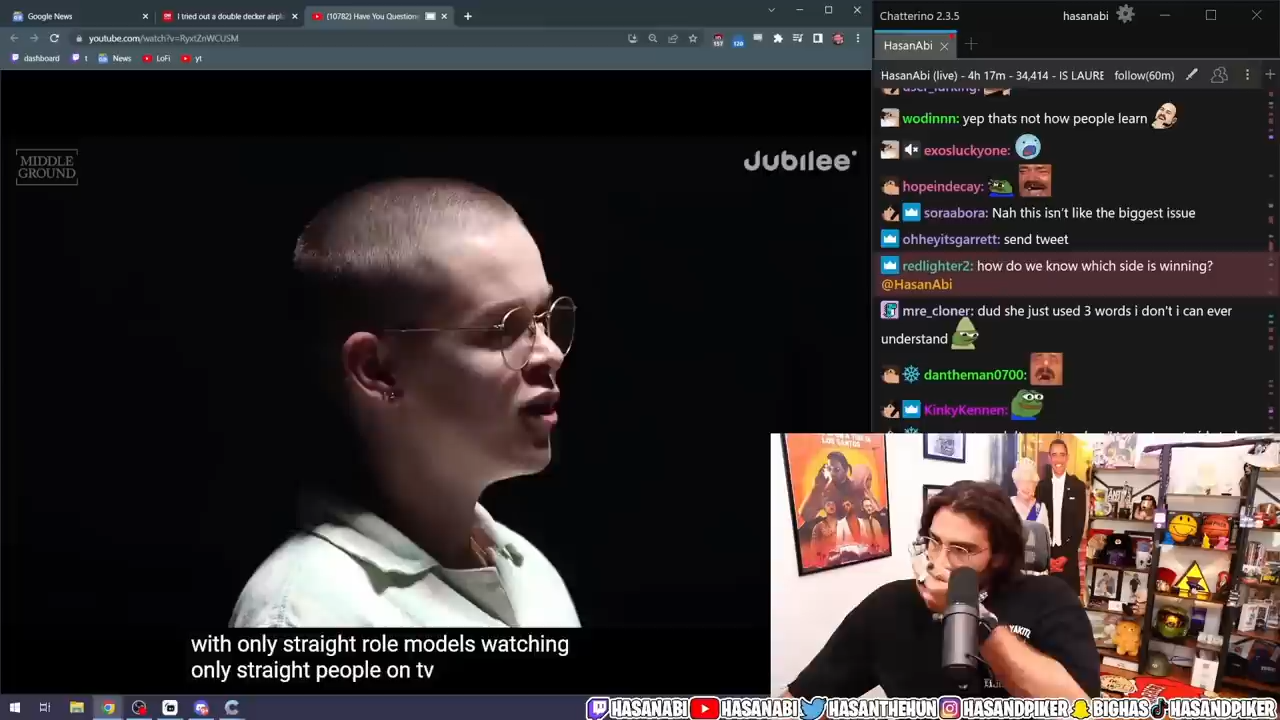 Google News
I tried out a double decker airpl
(10782) Have You Question
youtube.com/watch?v=RyxtZnWCUSM
157
120
dashboard
t
News
LoFi
yt
MIDDLE
GROUND
Jubilee
with only straight role models watching
only straight people on tv
Chatterino 2.3.5
hasanabi
HasanAbi
HasanAbi (live) - 4h 17m - 34,414 - IS LAURE
follow(60m)
user_lurking:
wodinnn: yep thats not how people learn
exosluckyone:
hopeindecay:
soraabora: Nah this isn't like the biggest issue
ohheyitsgarrett: send tweet
redlighter2: how do we know which side is winning?
@HasanAbi
mre_cloner: dud she just used 3 words i don't i can ever
understand
dantheman0700:
KinkyKennen:
LOS SANTOS
HASANABI
HASANABI
HASANTHEHUN
HASANDPIKER
BIGHAS
HASANDPIKER